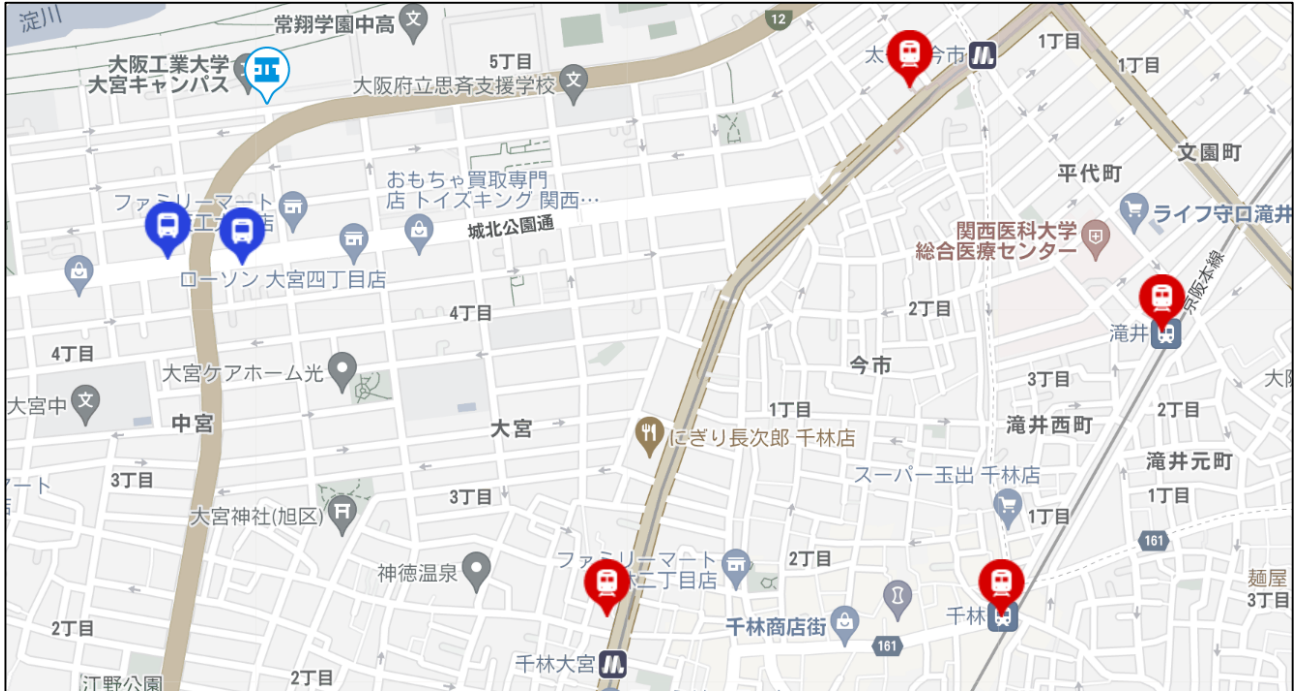 淀川
常翔学園中高
文
12
大阪工業大学
大宮キャンパス
OIT
5丁目
大阪府立思斉支援学校
文
太
今市
1丁目
1丁目
文園町
平代町
ライフ守口滝井
関西医科大学
総合医療センター
京阪本線
おもちゃ買取専門
店 トイズキング 関西…
城北公園通
ファミリーマート
店
ローソン 大宮四丁目店
4丁目
2丁目
滝井
4丁目
大宮ケアホーム光
今市
3丁目
大宮中
文
中宮
大宮
1丁目
2丁目
滝井西町
にぎり長次郎 千林店
滝井元町
スーパー玉出 千林店
3丁目
ート
店
3丁目
1丁目
1丁目
大宮神社(旭区)
161
神徳温泉
ファミリーマート
二丁目店
2丁目
麺屋
3丁目
千林
千林商店街
161
2丁目
千林大宮
2丁目
江野公園